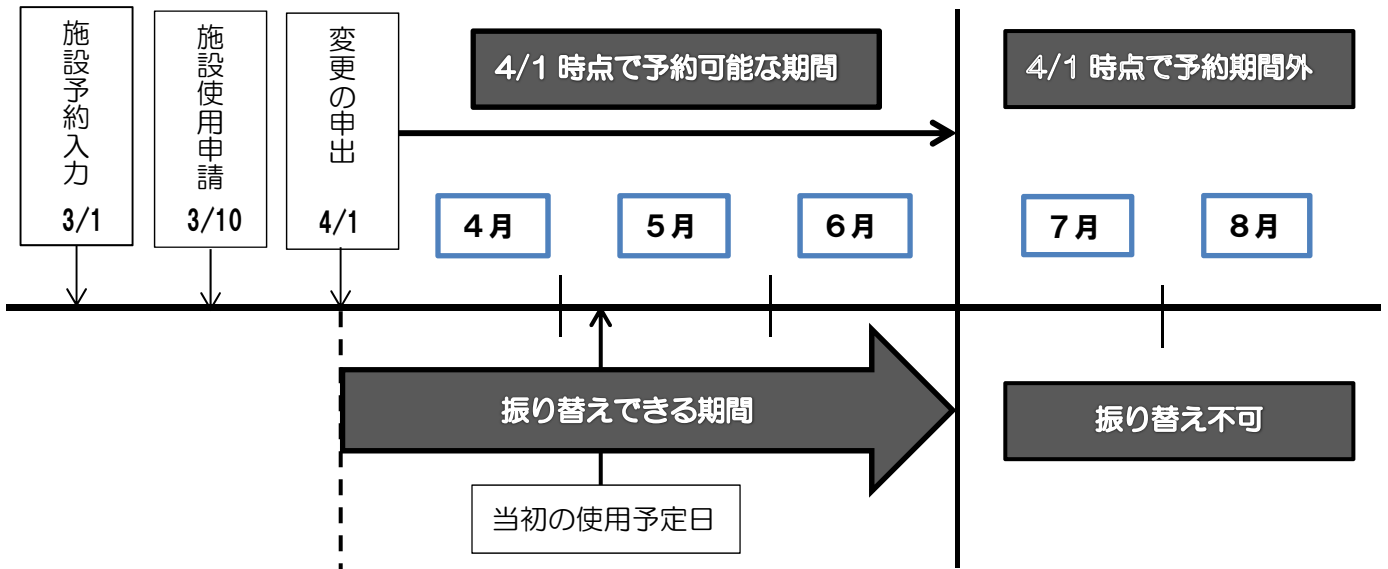 施設予約入力
3/1
施設使用申請
3/10
変更の申出
4/1
4/1 時点で予約可能な期間
4/1 時点で予約期間外
4月
5月
6月
7月
8月
振り替えできる期間
振り替え不可
当初の使用予定日